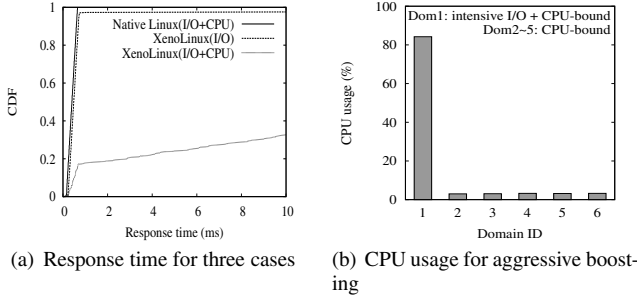 1
0.8
0.6
0.4
0.2
0
CDF
Native Linux(I/O+CPU)
XenoLinux(I/O)
XenoLinux(I/O+CPU)
0 2 4 6 8 10
Response time (ms)
(a) Response time for three cases
100
80
60
40
20
0
CPU usage (%)
Dom1: intensive I/O + CPU-bound
Dom2~5: CPU-bound
1 2 3 4 5 6
Domain ID
(b) CPU usage for aggressive boost-
ing